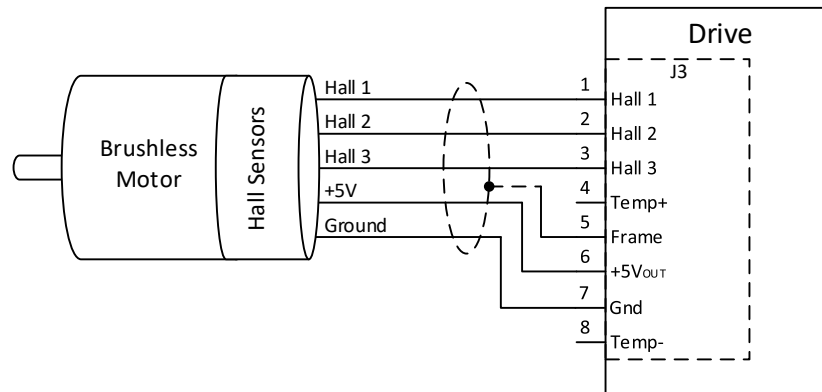 Drive
J3
Hall 1 1 Hall 1
Hall 2 2 Hall 2
Hall 3 3 Hall 3
+5V 4 Temp+
Ground 5 Frame
6 +5VOUT
7 Gnd
8 Temp-
Brushless
Motor
Hall Sensors